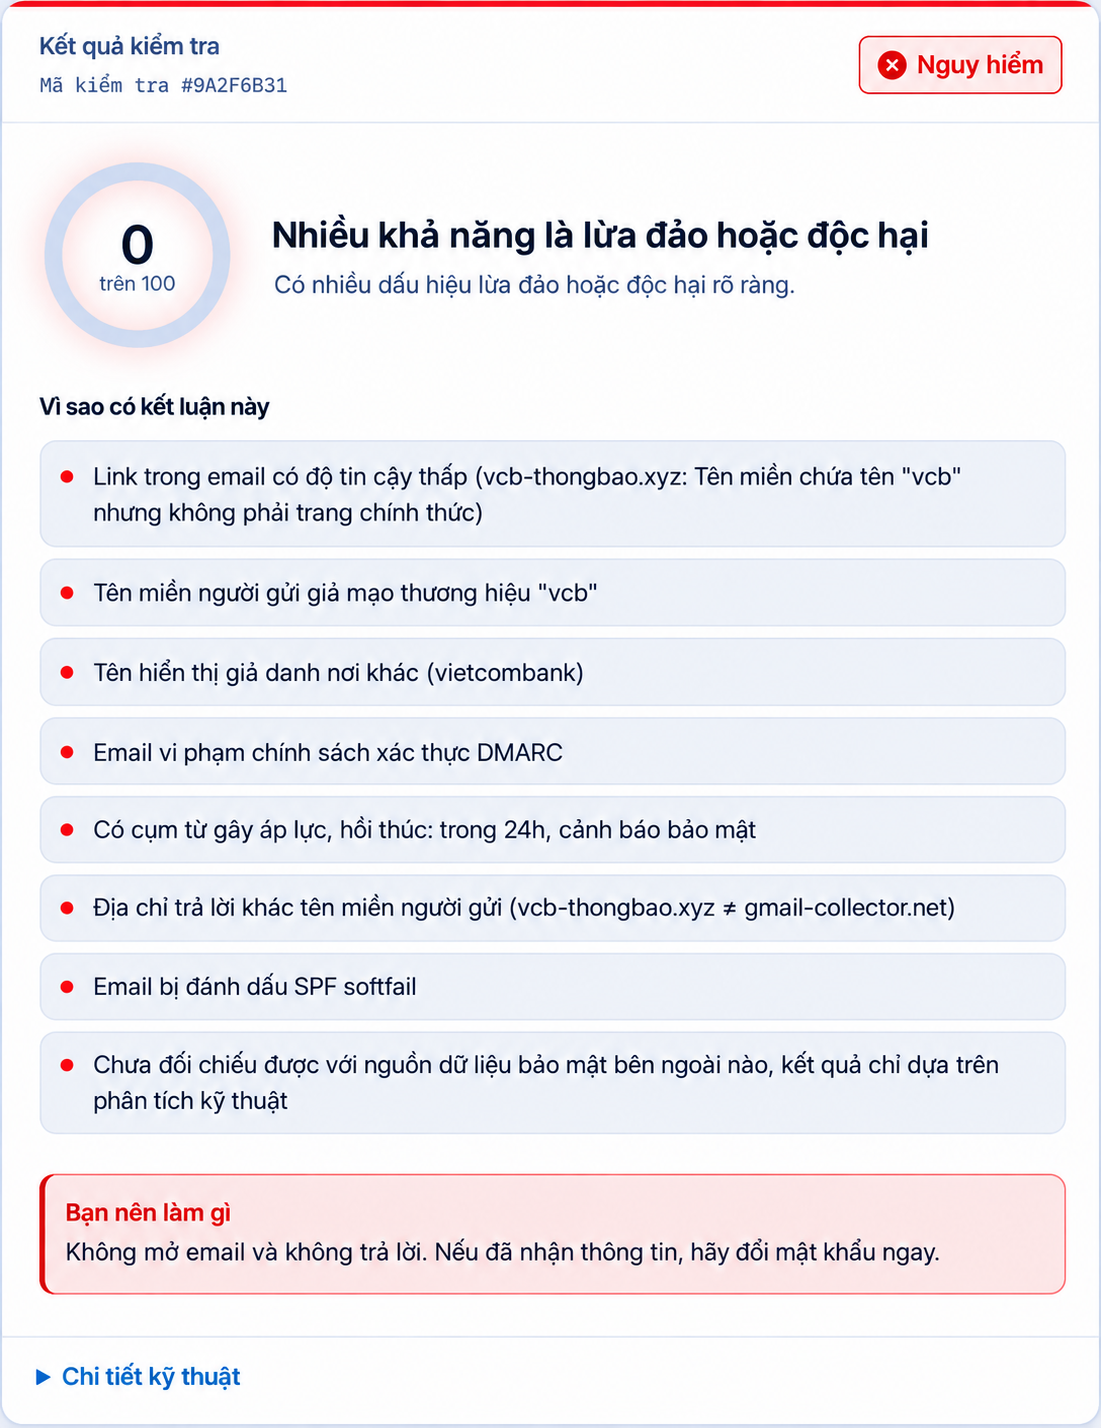 Kết quả kiểm tra
Mã kiểm tra #9A2F6B31
Nguy hiểm
0
trên 100
Nhiều khả năng là lừa đảo hoặc độc hại
Có nhiều dấu hiệu lừa đảo hoặc độc hại rõ ràng.
Vì sao có kết luận này
Link trong email có độ tin cậy thấp (vcb-thongbao.xyz: Tên miền chứa tên "vcb"
nhưng không phải trang chính thức)
Tên miền người gửi giả mạo thương hiệu "vcb"
Tên hiển thị giả danh nơi khác (vietcombank)
Email vi phạm chính sách xác thực DMARC
Có cụm từ gây áp lực, hồi thúc: trong 24h, cảnh báo bảo mật
Địa chỉ trả lời khác tên miền người gửi (vcb-thongbao.xyz ≠ gmail-collector.net)
Email bị đánh dấu SPF softfail
Chưa đối chiếu được với nguồn dữ liệu bảo mật bên ngoài nào, kết quả chỉ dựa trên
phân tích kỹ thuật
Bạn nên làm gì
Không mở email và không trả lời. Nếu đã nhận thông tin, hãy đổi mật khẩu ngay.
Chi tiết kỹ thuật